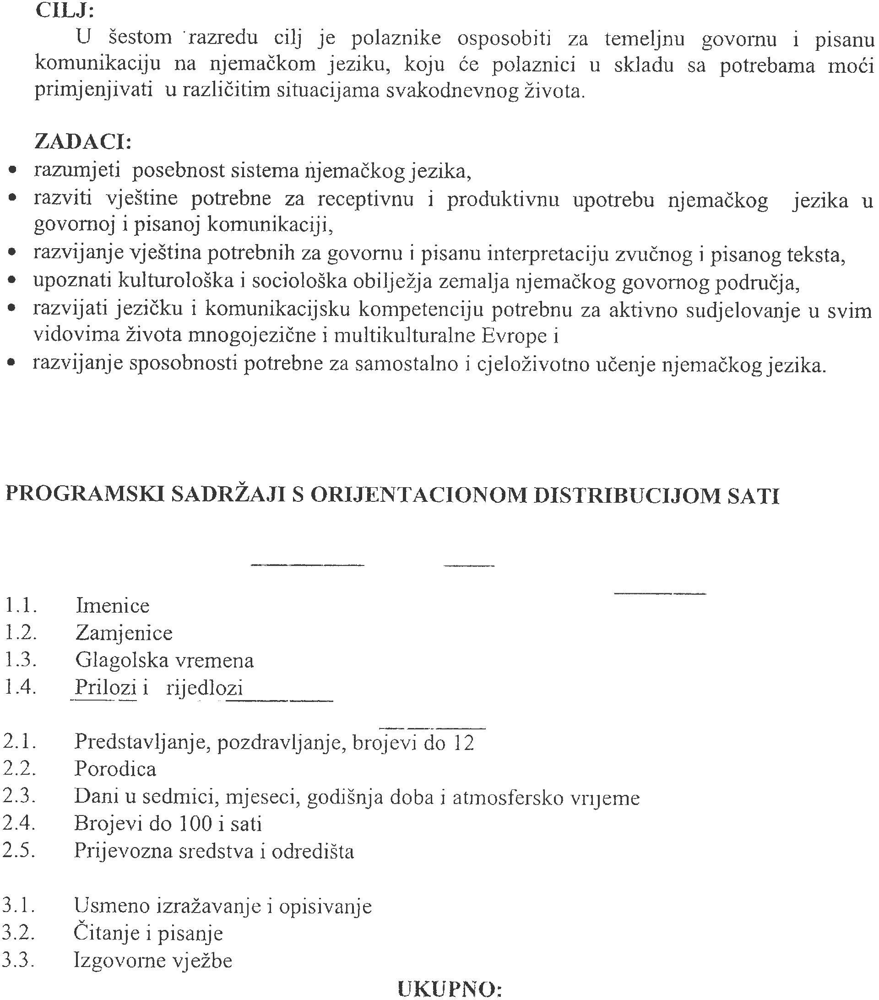 CILJ:
U šestom razredu cilj je polaznike osposobiti za temeljnu govornu i pisanu
komunikaciju na njemačkom jeziku, koju će polaznici u skladu sa potrebama moći
primjenjivati u različitim situacijama svakodnevnog života.
ZADACI:
• razumjeti posebnost sistema njemačkog jezika,
• razviti vještine potrebne za receptivnu i produktivnu upotrebu njemačkog jezika u
govornoj i pisanoj komunikaciji,
• razvijanje vještina potrebnih za govornu i pisanu interpretaciju zvučnog i pisanog teksta,
• upoznati kulturološka i sociološka obilježja zemalja njemačkog govornog područja,
• razvijati jezičku i komunikacijsku kompetenciju potrebnu za aktivno sudjelovanje u svim
vidovima života mnogojezične i multikulturalne Evrope i
• razvijanje sposobnosti potrebne za samostalno i cjeloživotno učenje njemačkog jezika.
PROGRAMSKI SADRŽAJI S ORIJENTACIONOM DISTRIBUCIJOM SATI
1.1. Imenice
1.2. Zamjenice
1.3. Glagolska vremena
1.4. Prilozi i rijedlozi
2.1. Predstavljanje, pozdravljanje, brojevi do 12
2.2. Porodica
2.3. Dani u sedmici, mjeseci, godišnja doba i atmosfersko vrijeme
2.4. Brojevi do 100 i sati
2.5. Prijevozna sredstva i odredišta
3.1. Usmeno izražavanje i opisivanje
3.2. Čitanje i pisanje
3.3. Izgovorne vježbe
UKUPNO: